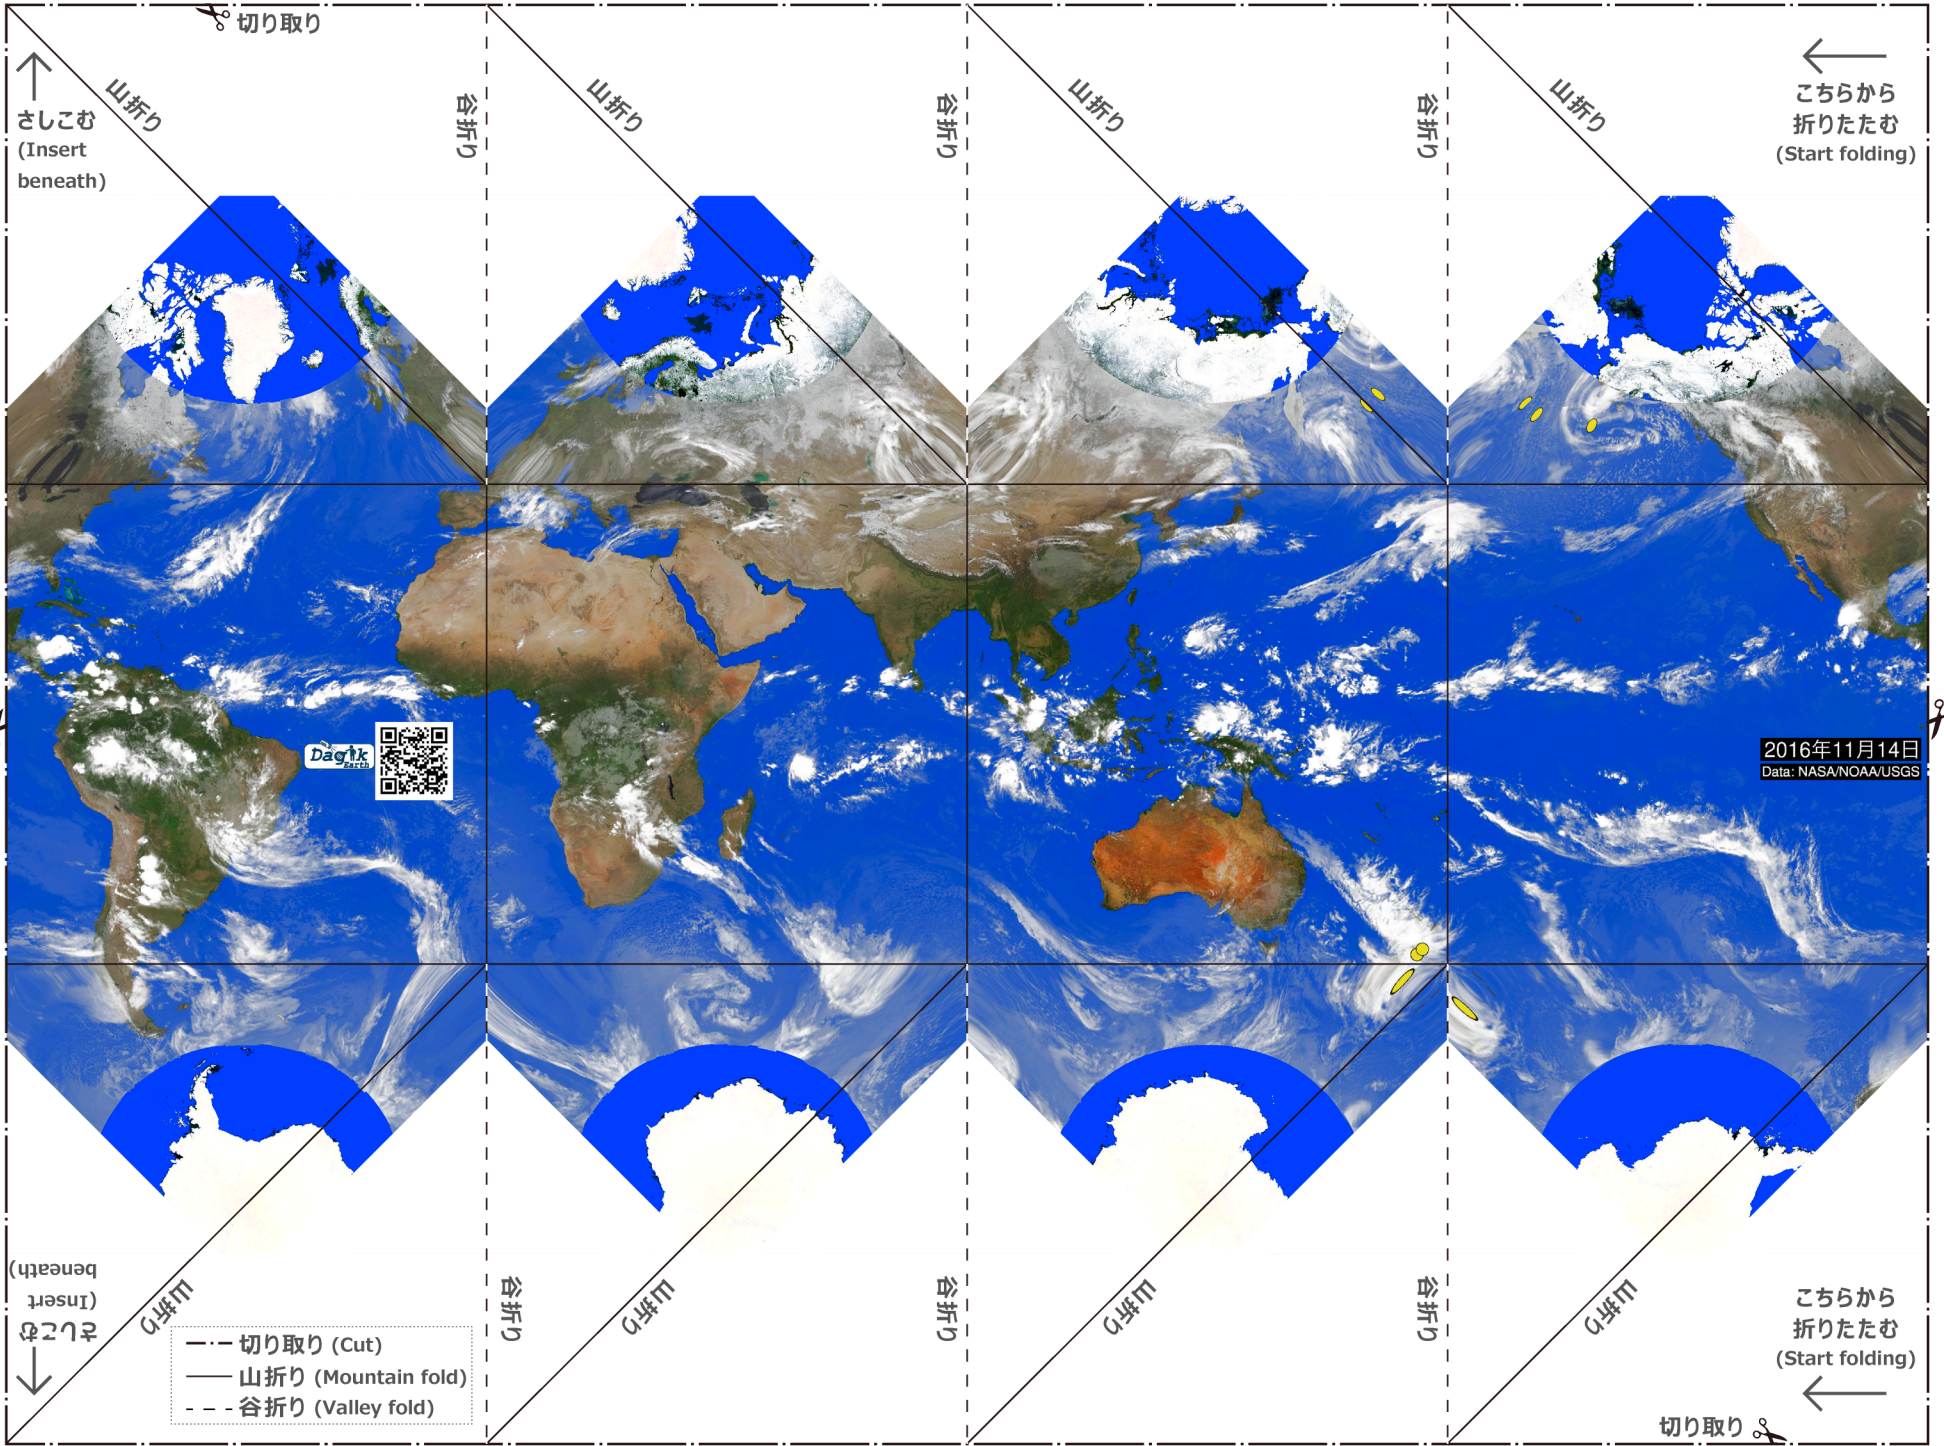 切り取り
山折り
谷折り
山折り
谷折り
山折り
谷折り
山折り
さしこむ
(Insert
beneath)
こちらから
折りたたむ
(Start folding)
Dagik
Earth
2016年11月14日
Data: NASA/NOAA/USGS
さしこむ
(Insert
beneath)
山折り
谷折り
山折り
谷折り
山折り
谷折り
山折り
こちらから
折りたたむ
(Start folding)
切り取り (Cut)
山折り (Mountain fold)
谷折り (Valley fold)
切り取り